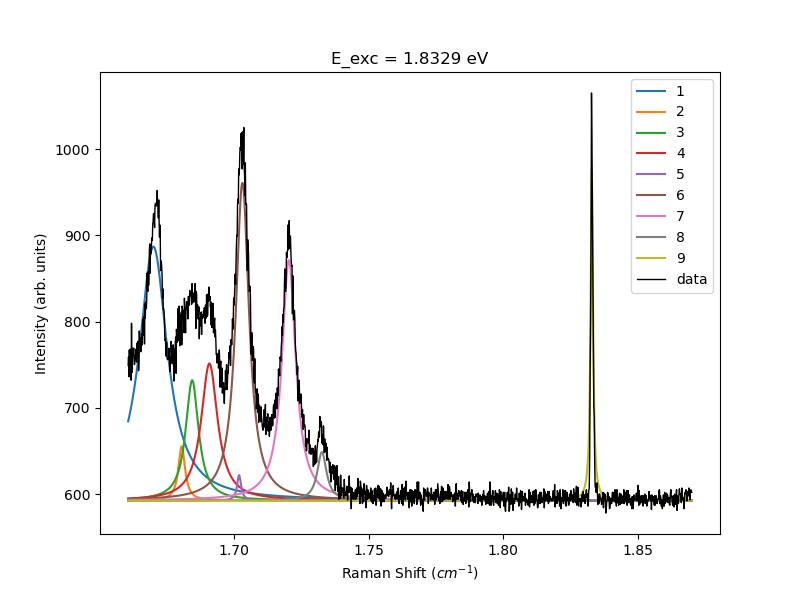 E_exc = 1.8329 eV
Intensity (arb. units)
1000
900
800
700
600
1
2
3
4
5
6
7
8
9
data
1.70 1.75 1.80 1.85
Raman Shift (cm⁻¹)